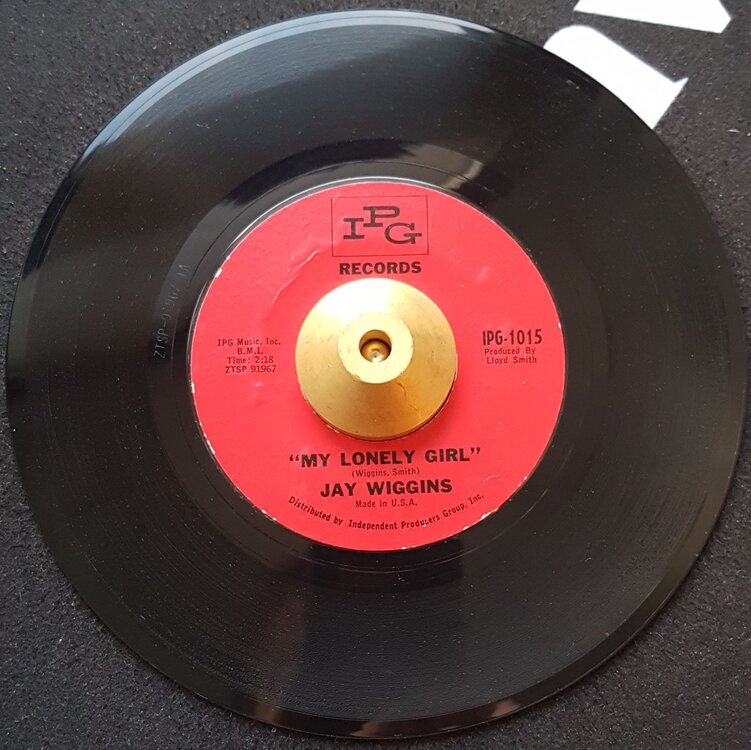 IPG
RECORDS
IPG Music, Inc.
B.M.I.
Time: 2:18
ZTSP 91967
IPG-1015
Produced By
Lloyd Smith
"MY LONELY GIRL"
(Wiggins, Smith)
JAY WIGGINS
Made in U.S.A.
Distributed by Independent Producers Group, Inc.